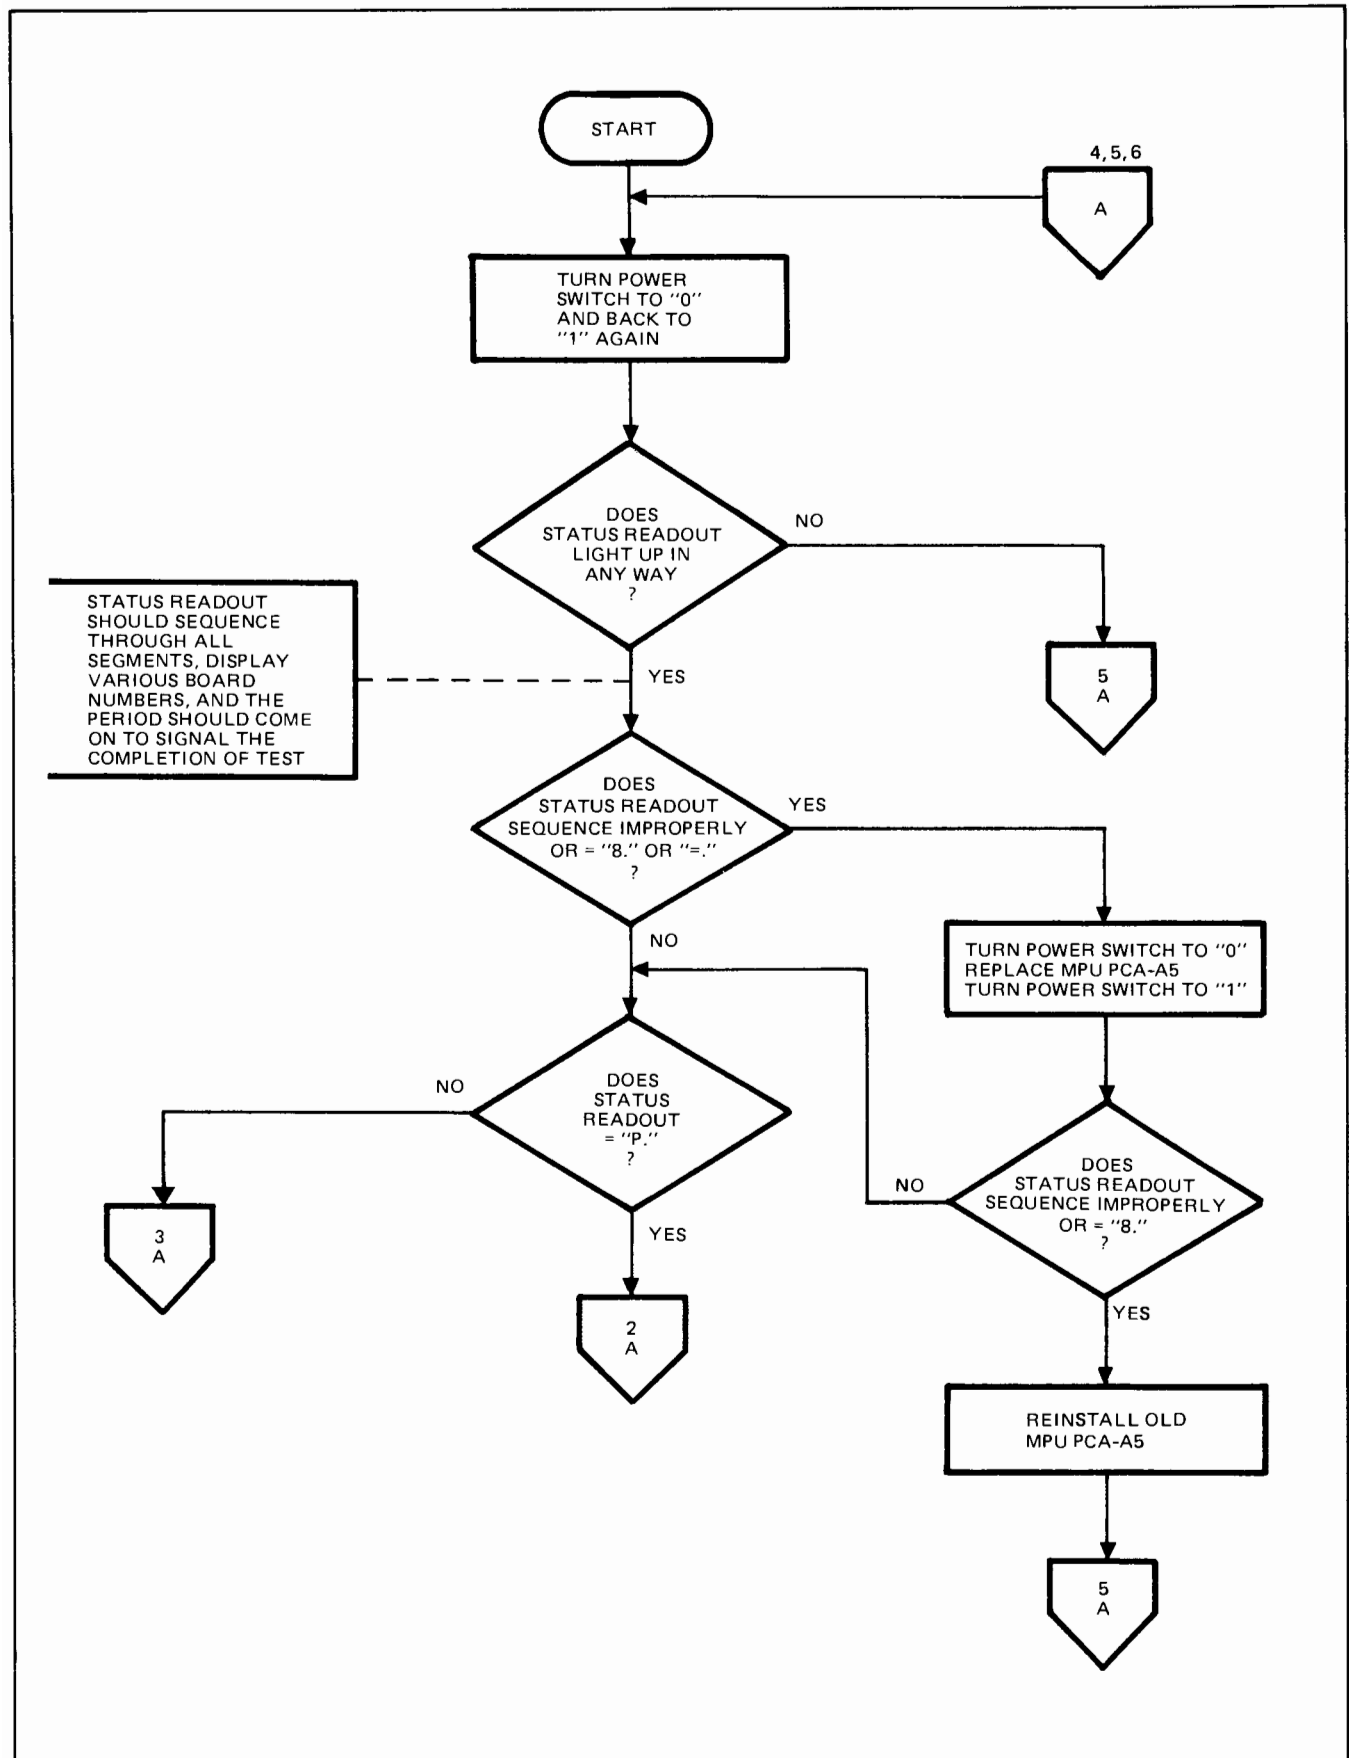 START
4,5,6
A
TURN POWER
SWITCH TO "0"
AND BACK TO
"1" AGAIN
DOES
STATUS READOUT
LIGHT UP IN
ANY WAY
?
NO
5
A
YES
STATUS READOUT
SHOULD SEQUENCE
THROUGH ALL
SEGMENTS, DISPLAY
VARIOUS BOARD
NUMBERS, AND THE
PERIOD SHOULD COME
ON TO SIGNAL THE
COMPLETION OF TEST
DOES
STATUS READOUT
SEQUENCE IMPROPERLY
OR = "8." OR "=."
?
YES
NO
TURN POWER SWITCH TO "0"
REPLACE MPU PCA-A5
TURN POWER SWITCH TO "1"
DOES
STATUS
READOUT
= "P."
?
NO
3
A
YES
2
A
DOES
STATUS READOUT
SEQUENCE IMPROPERLY
OR = "8."
?
NO
YES
REINSTALL OLD
MPU PCA-A5
5
A